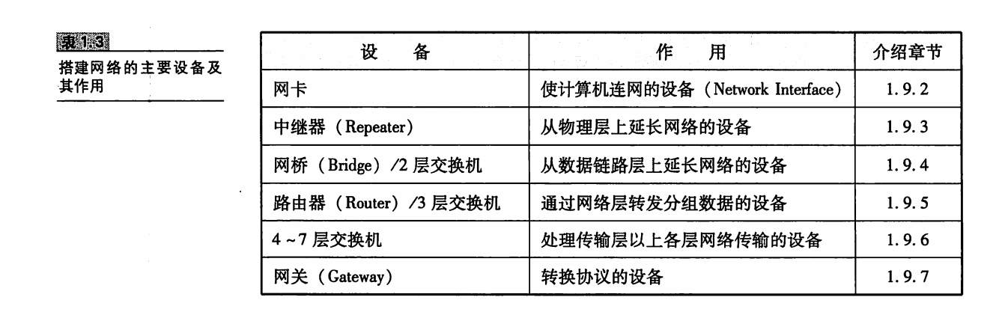 表1.3
搭建网络的主要设备及
其作用
设 备 作 用 介绍章节
网卡 使计算机连网的设备（Network Interface） 1.9.2
中继器（Repeater） 从物理层上延长网络的设备 1.9.3
网桥（Bridge）/2 层交换机 从数据链路层上延长网络的设备 1.9.4
路由器（Router）/3 层交换机 通过网络层转发分组数据的设备 1.9.5
4~7 层交换机 处理传输层以上各层网络传输的设备 1.9.6
网关（Gateway） 转换协议的设备 1.9.7